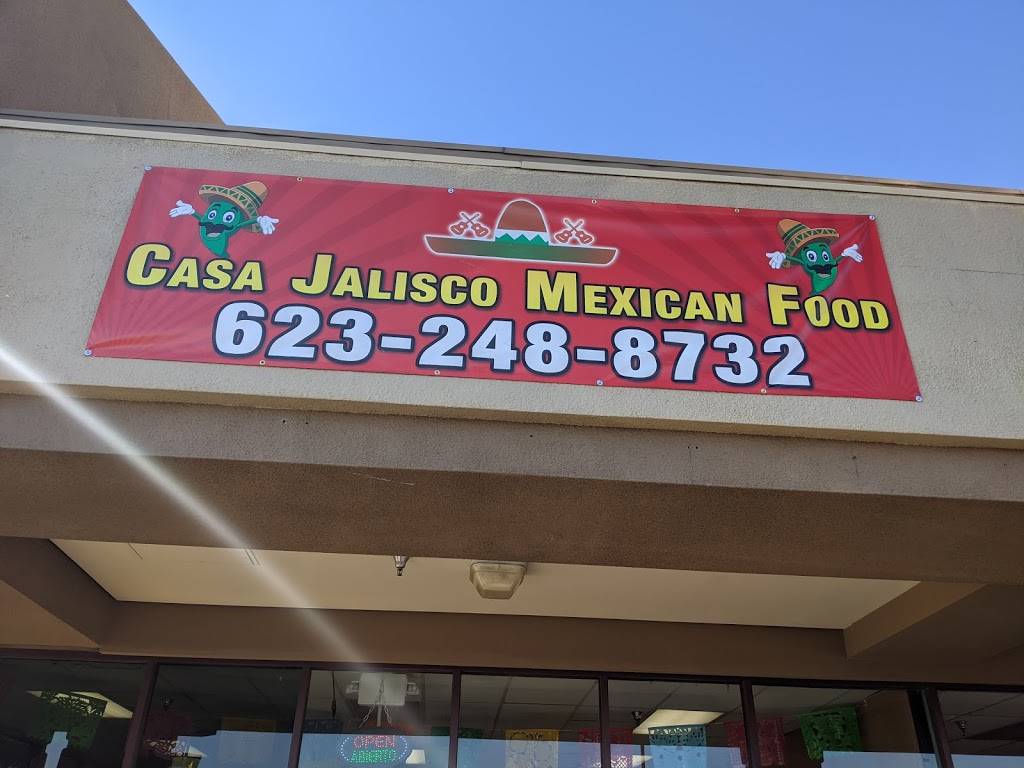 Casa Jalisco Mexican Food
623-248-8732
OPEN
ABIERTO